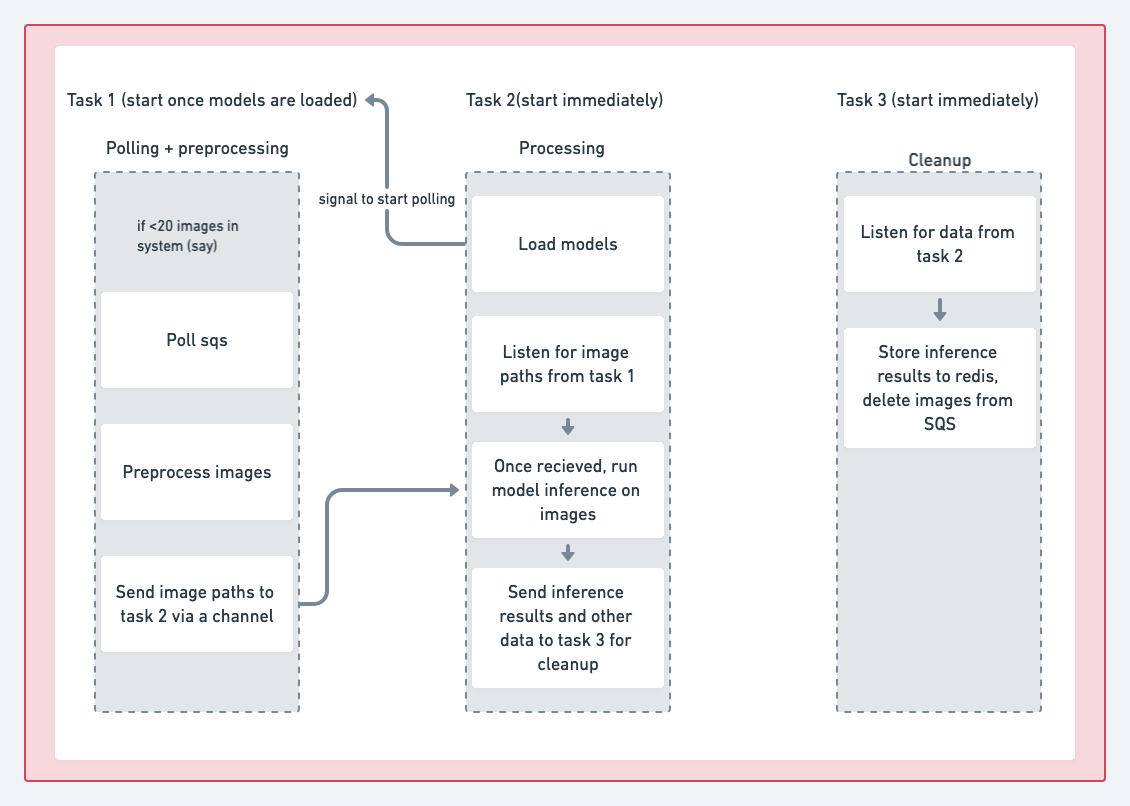 Task 1 (start once models are loaded)
Polling + preprocessing
if <20 images in
system (say)
Poll sqs
Preprocess images
Send image paths to
task 2 via a channel
signal to start polling
Task 2(start immediately)
Processing
Load models
Listen for image
paths from task 1
Once recieved, run
model inference on
images
Send inference
results and other
data to task 3 for
cleanup
Task 3 (start immediately)
Cleanup
Listen for data from
task 2
Store inference
results to redis,
delete images from
SQS